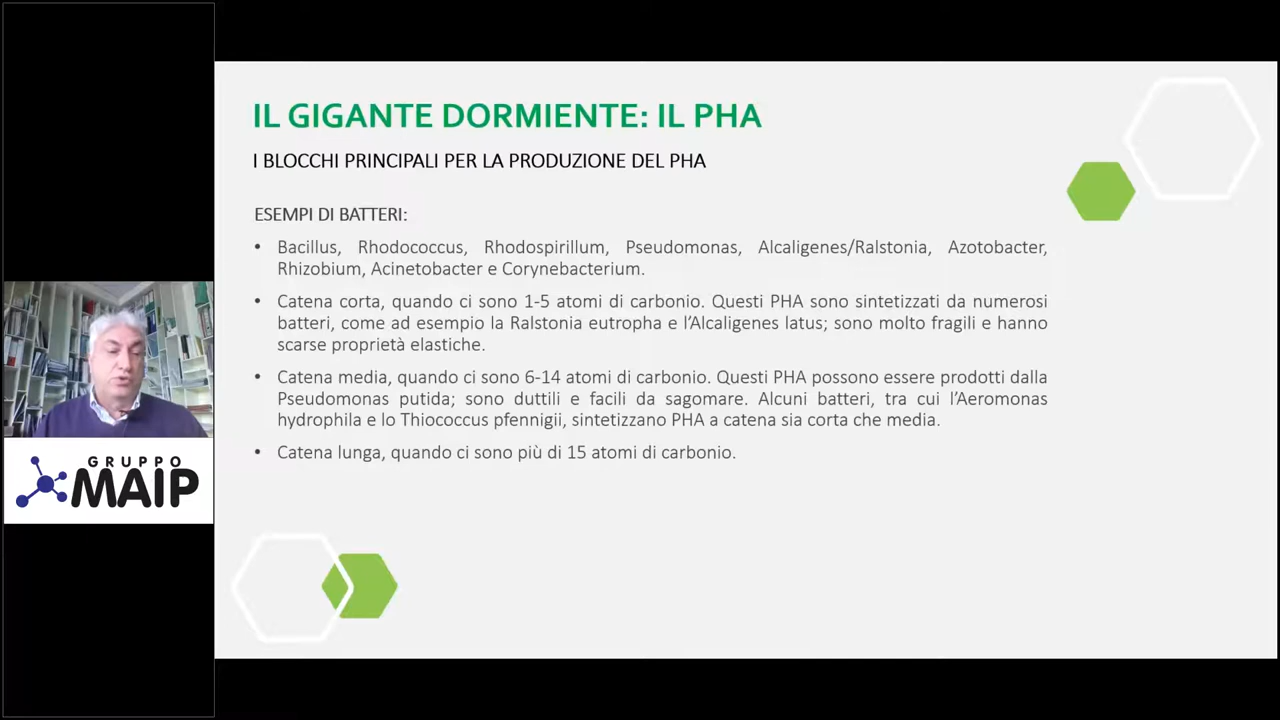 IL GIGANTE DORMIENTE: IL PHA
I BLOCCHI PRINCIPALI PER LA PRODUZIONE DEL PHA
ESEMPI DI BATTERI:
• Bacillus, Rhodococcus, Rhodospirillum, Pseudomonas, Alcaligenes/Ralstonia, Azotobacter,
Rhizobium, Acinetobacter e Corynebacterium.
• Catena corta, quando ci sono 1-5 atomi di carbonio. Questi PHA sono sintetizzati da numerosi
batteri, come ad esempio la Ralstonia eutropha e l'Alcaligenes latus; sono molto fragili e hanno
scarse proprietà elastiche.
• Catena media, quando ci sono 6-14 atomi di carbonio. Questi PHA possono essere prodotti dalla
Pseudomonas putida; sono duttili e facili da sagomare. Alcuni batteri, tra cui l'Aeromonas
hydrophila e lo Thiococcus pfennigii, sintetizzano PHA a catena sia corta che media.
• Catena lunga, quando ci sono più di 15 atomi di carbonio.
GRUPPO
MAIP